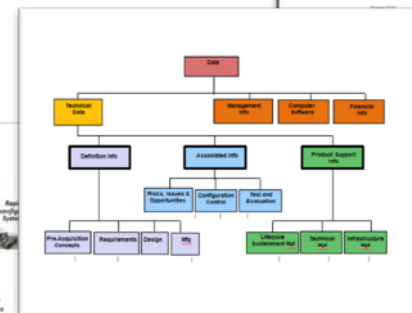 Data
Technical
Data
Management
Info
Computer
Software
Financial
Info
Definition Info
Associated Info
Product Support
Info
Risks, Issues &
Opportunities
Configuration
Control
Test and
Evaluation
Pre-Acquisition
Concepts
Requirements
Design
Mfg
Lifecycle
Sustainment Mgt
Technical
Mgt
Infrastructure
Mgt